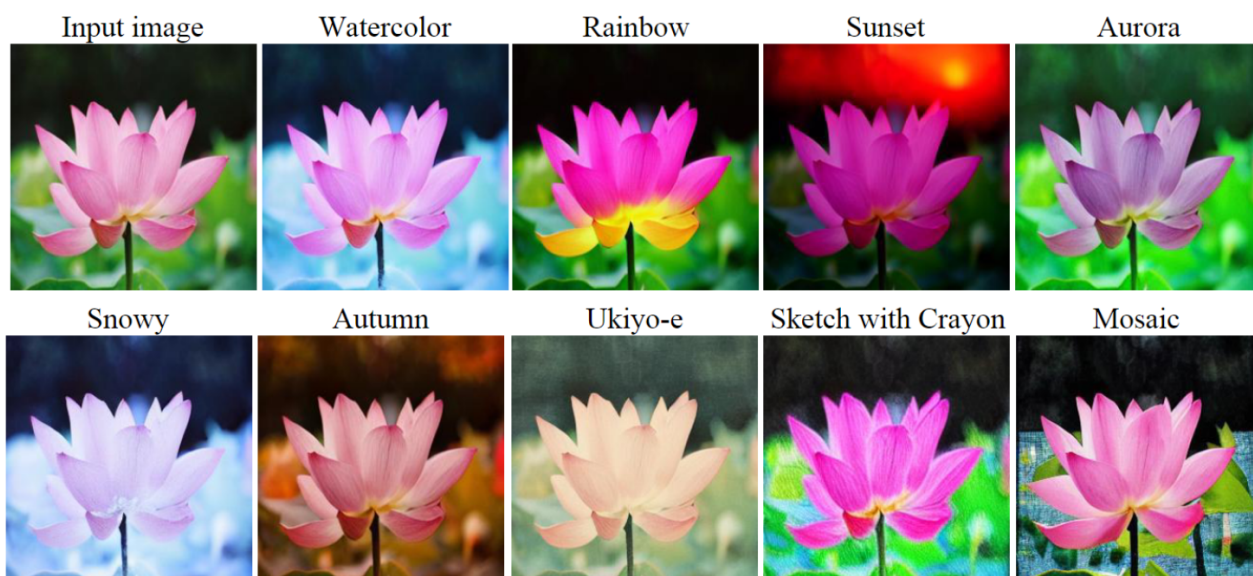 Input image
Watercolor
Rainbow
Sunset
Aurora
Snowy
Autumn
Ukiyo-e
Sketch with Crayon
Mosaic